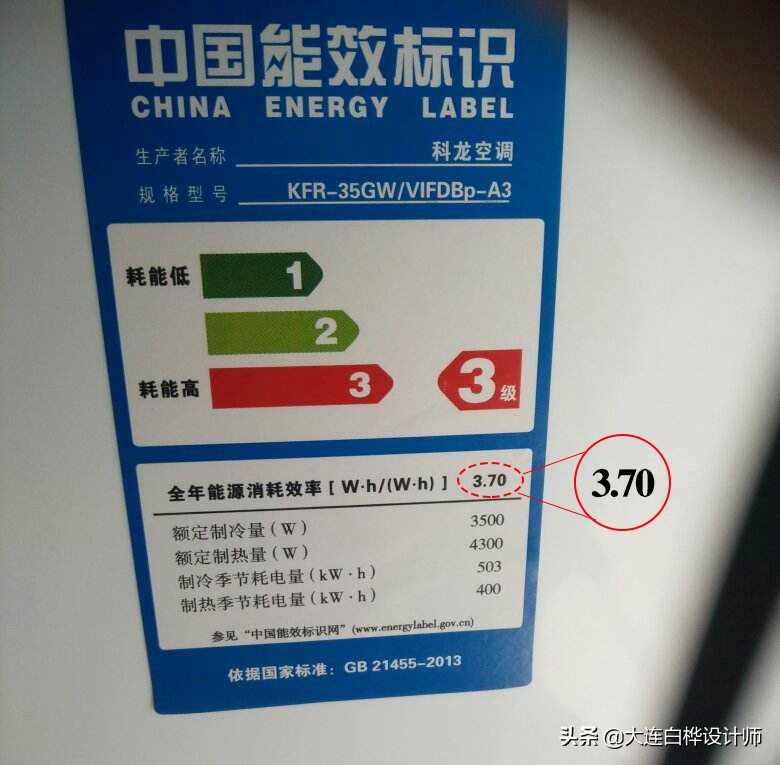 中国能效标识
CHINA ENERGY LABEL
生产者名称 科龙空调
规格型号 KFR-35GW/VIFDBp-A3
耗能低 1
2
耗能高 3 3级
全年能源消耗效率[W·h/(W·h)] 3.70
3.70
额定制冷量(W) 3500
额定制热量(W) 4300
制冷季节耗电量(kW·h) 503
制热季节耗电量(kW·h) 400
参见“中国能效标识网”(www.energylabel.gov.cn)
依据国家标准：GB 21455-2013
头条 @大连白桦设计师